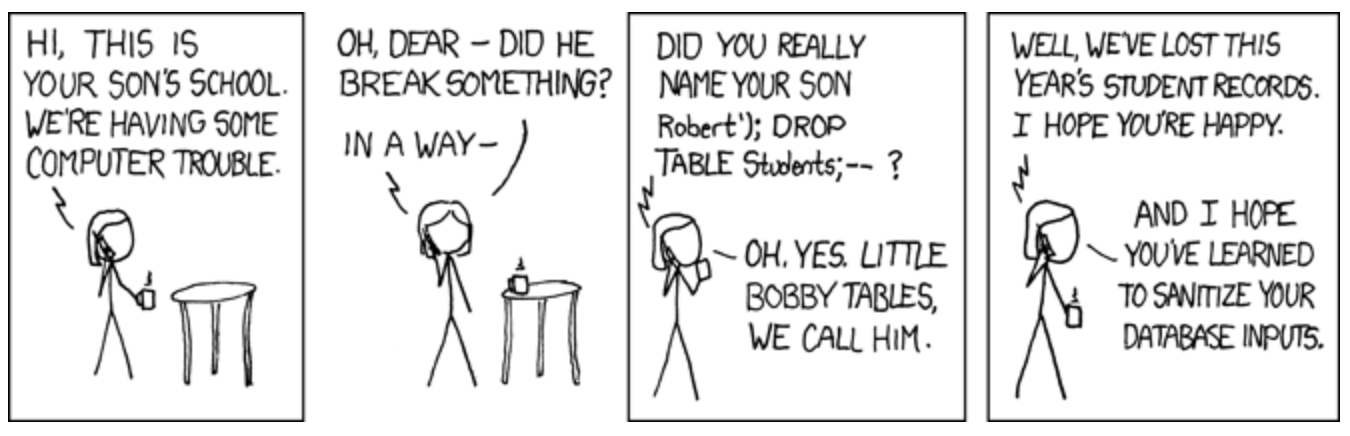 HI, THIS IS
YOUR SON'S SCHOOL.
WE'RE HAVING SOME
COMPUTER TROUBLE.
OH, DEAR – DID HE
BREAK SOMETHING?
IN A WAY–
DID YOU REALLY
NAME YOUR SON
Robert'); DROP
TABLE Students;-- ?
OH. YES. LITTLE
BOBBY TABLES,
WE CALL HIM.
WELL, WE'VE LOST THIS
YEAR'S STUDENT RECORDS.
I HOPE YOU'RE HAPPY.
AND I HOPE
YOU'VE LEARNED
TO SANITIZE YOUR
DATABASE INPUTS.